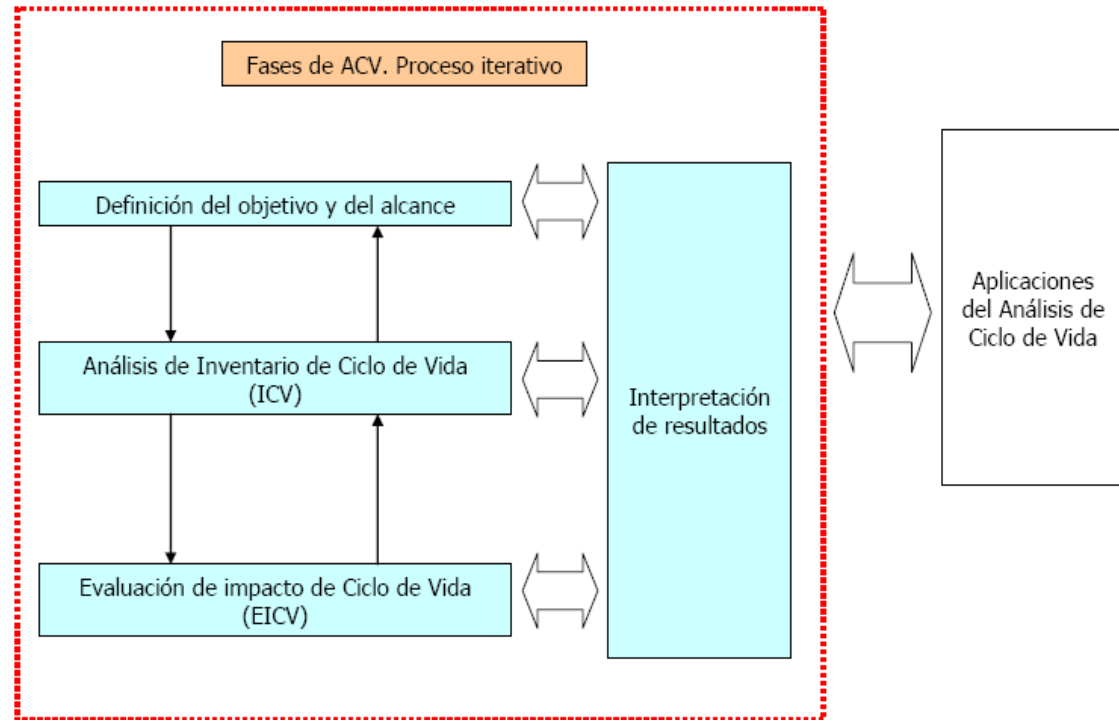 Fases de ACV. Proceso iterativo
Definición del objetivo y del alcance
Análisis de Inventario de Ciclo de Vida
(ICV)
Evaluación de impacto de Ciclo de Vida
(EICV)
Interpretación
de resultados
Aplicaciones
del Análisis de
Ciclo de Vida